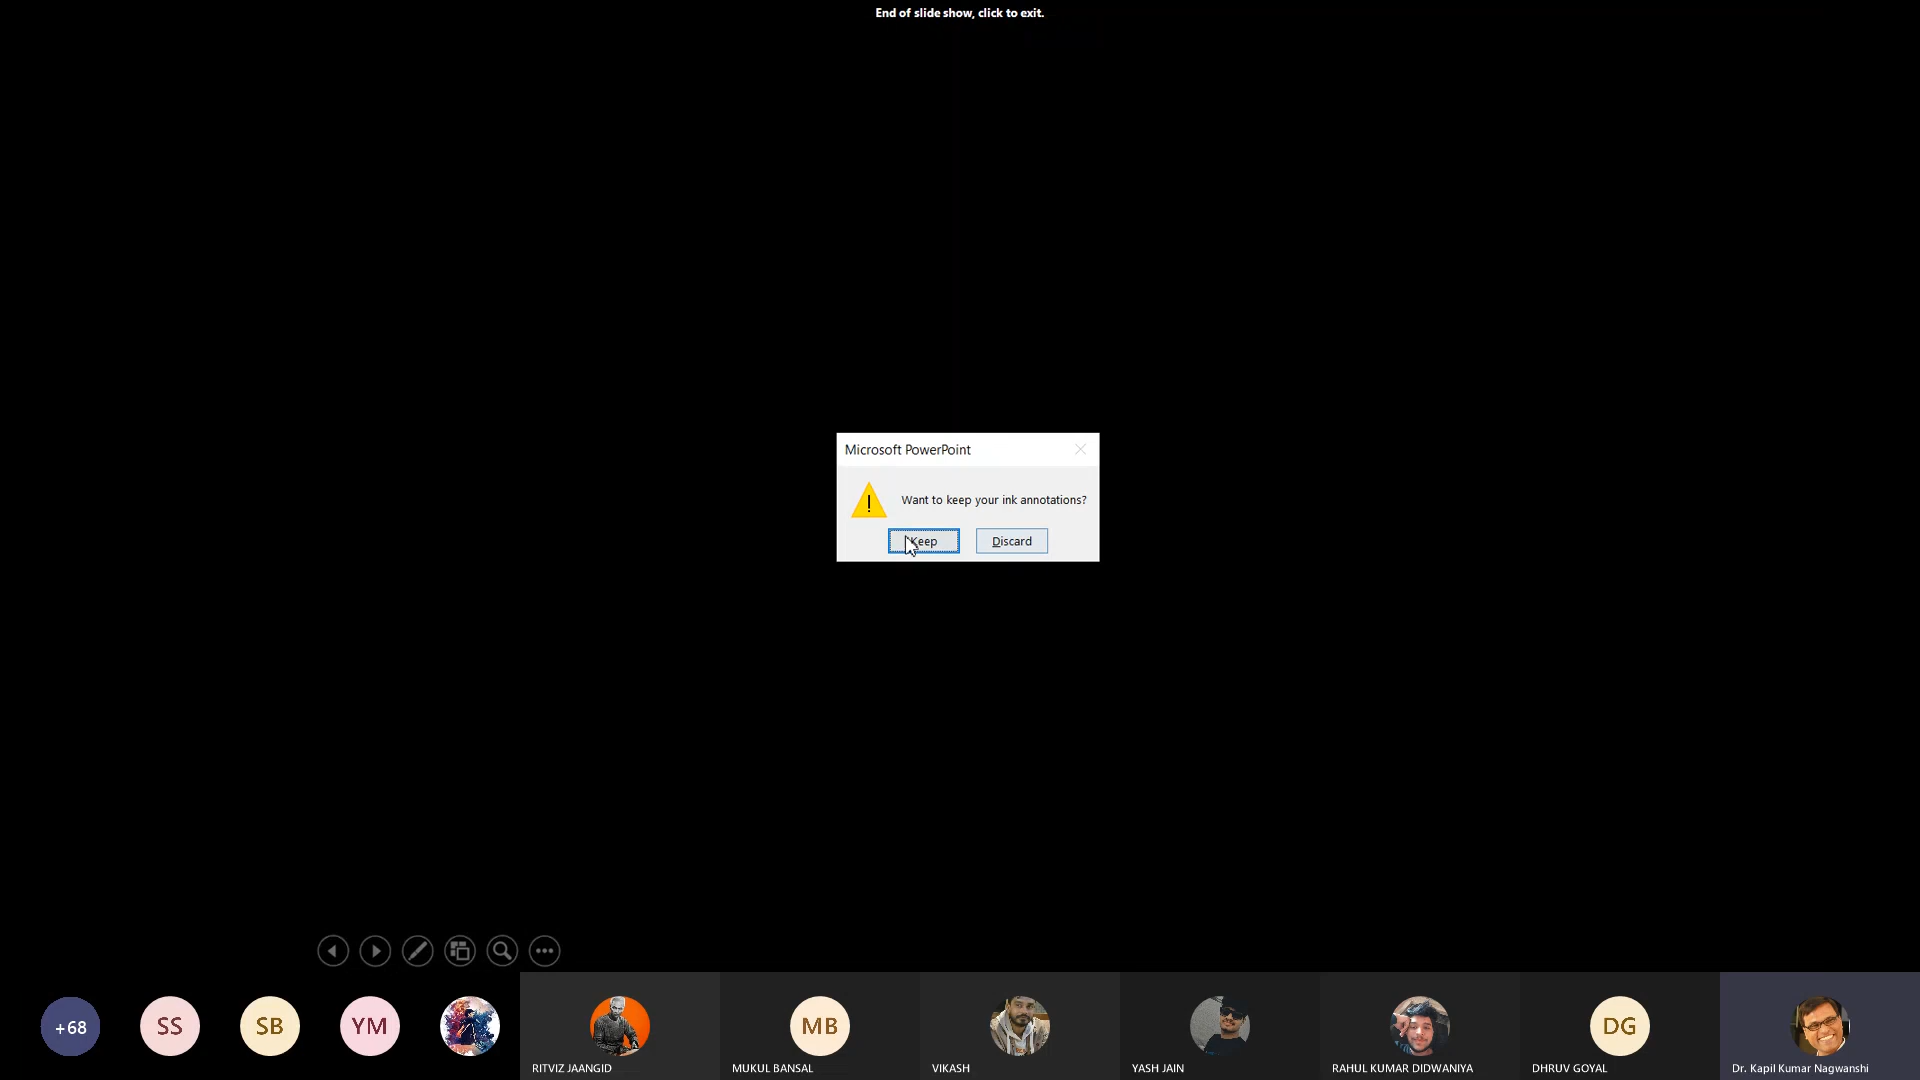 End of slide show, click to exit.
Microsoft PowerPoint
Want to keep your ink annotations?
Keep
Discard
+68
SS
SB
YM
MB
DG
RITVIZ JAANGID
MUKUL BANSAL
VIKASH
YASH JAIN
RAHUL KUMAR DIDWANIYA
DHRUV GOYAL
Dr. Kapil Kumar Nagwanshi